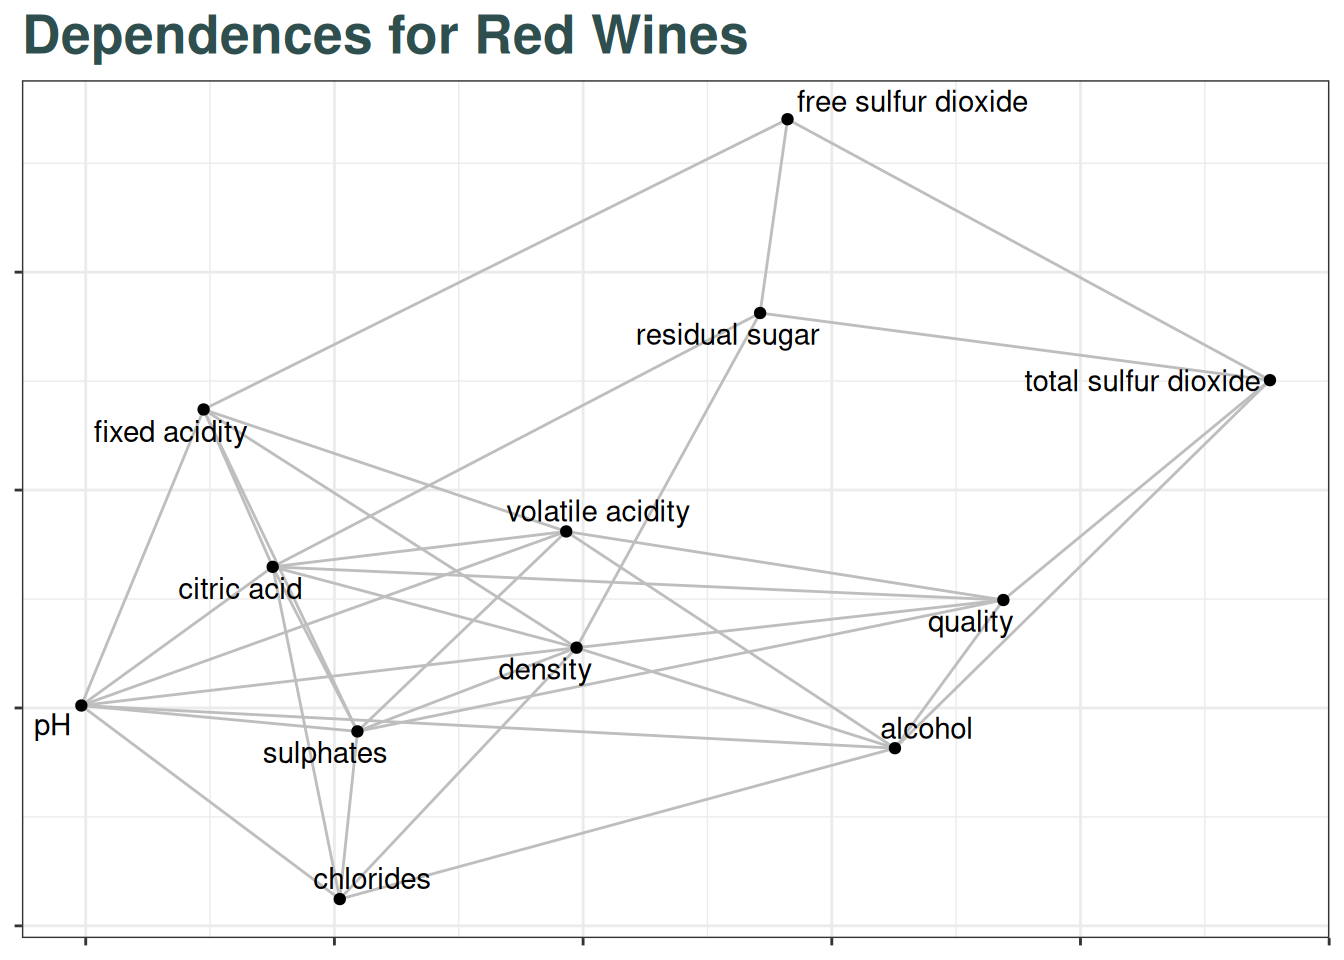 Dependences for Red Wines
free sulfur dioxide
residual sugar
total sulfur dioxide
fixed acidity
volatile acidity
citric acid
quality
density
pH
alcohol
sulphates
chlorides